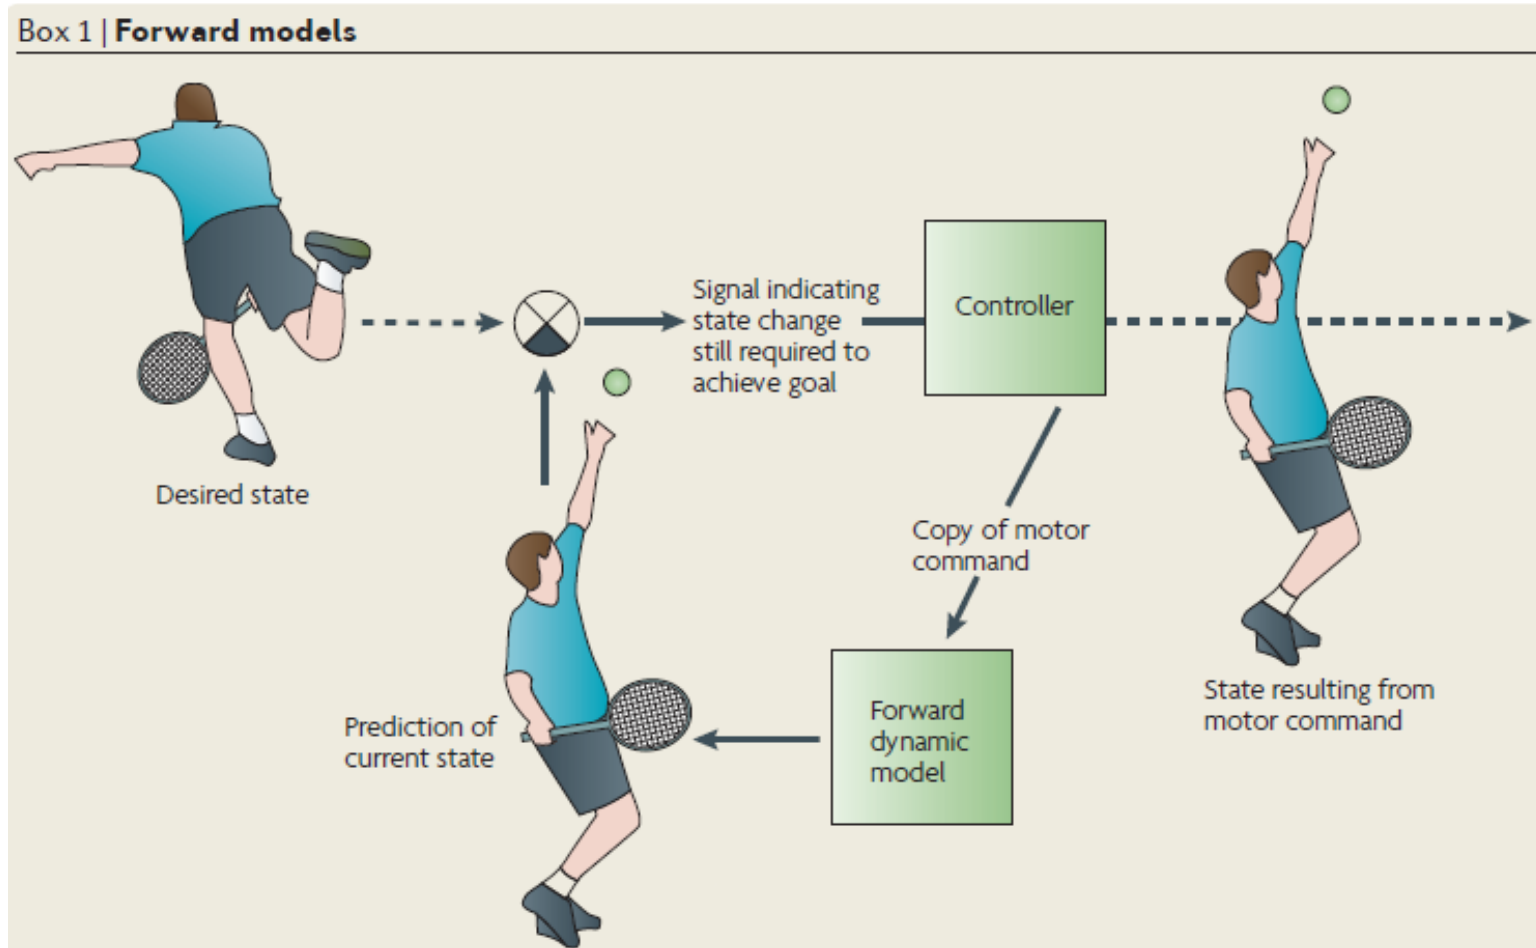 Box 1 | Forward models
Desired state
Signal indicating
state change
still required to
achieve goal
Controller
Copy of motor
command
Forward
dynamic
model
Prediction of
current state
State resulting from
motor command